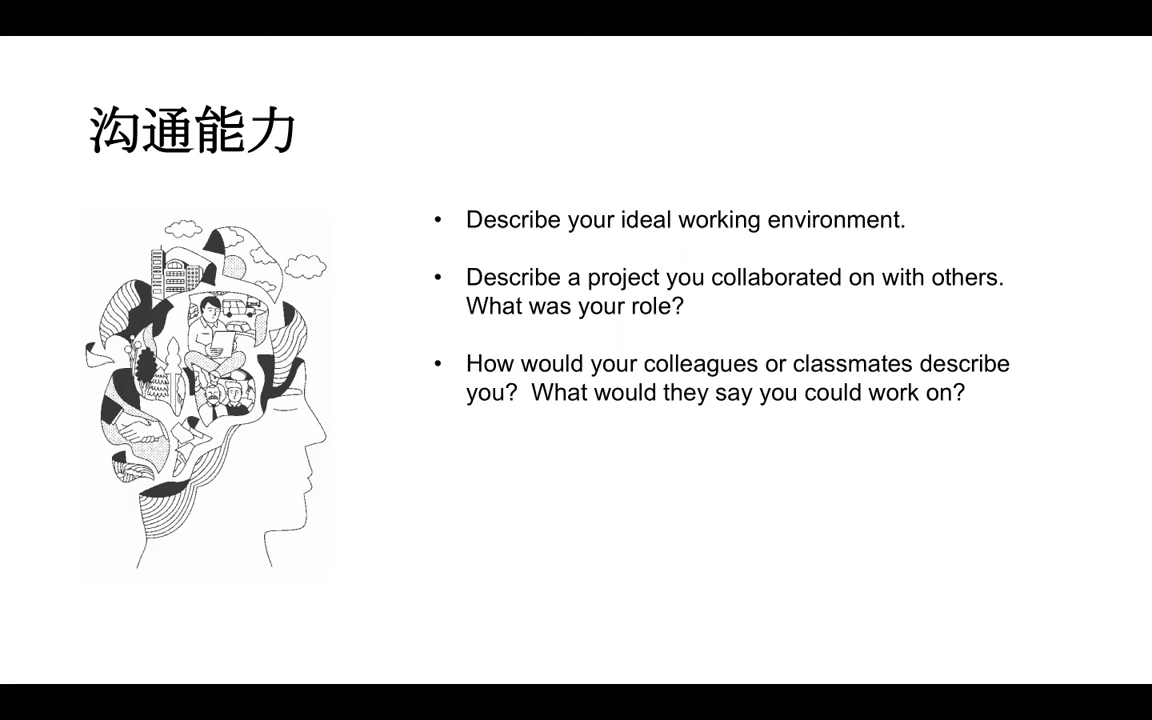 沟通能力
• Describe your ideal working environment.
• Describe a project you collaborated on with others.
What was your role?
• How would your colleagues or classmates describe
you?  What would they say you could work on?